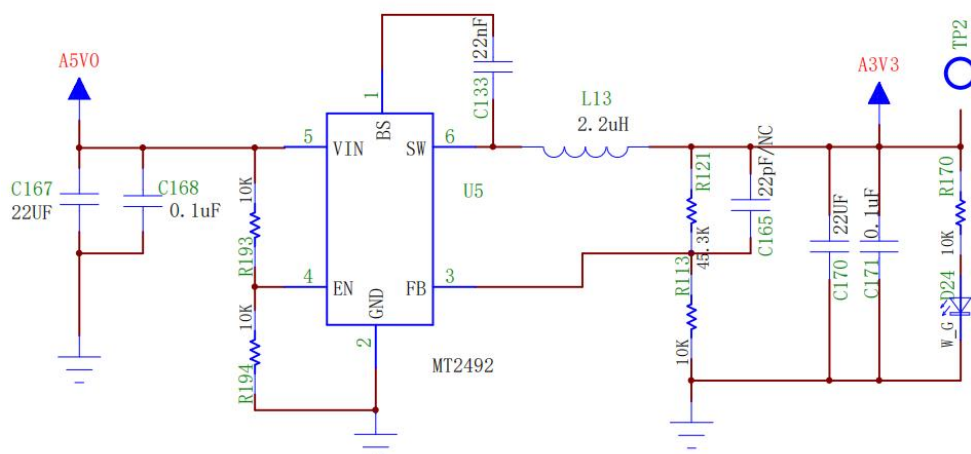 A5V0
C167
22UF
C168
0.1uF
10K
R193
10K
R194
5
VIN
1
BS
SW
6
4
EN
GND
2
FB
3
U5
MT2492
22nF
C133
L13
2.2uH
R121
45.3K
22pF/NC
C165
R113
10K
A3V3
TP2
22UF
C170
0.1uF
C171
R170
10K
D24
W_G